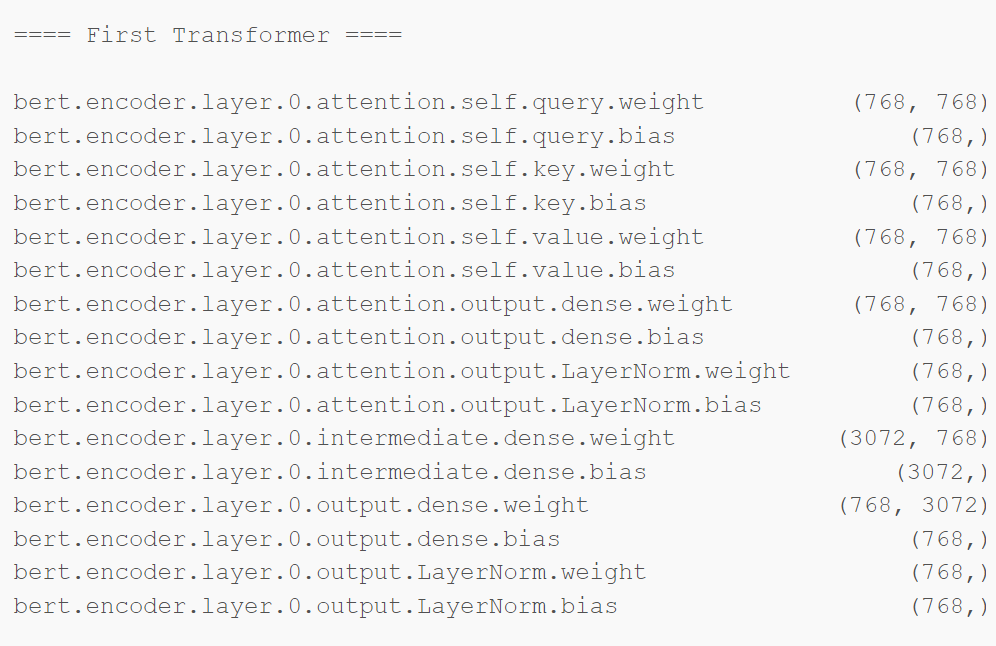 ==== First Transformer ====
bert.encoder.layer.0.attention.self.query.weight (768, 768)
bert.encoder.layer.0.attention.self.query.bias (768,)
bert.encoder.layer.0.attention.self.key.weight (768, 768)
bert.encoder.layer.0.attention.self.key.bias (768,)
bert.encoder.layer.0.attention.self.value.weight (768, 768)
bert.encoder.layer.0.attention.self.value.bias (768,)
bert.encoder.layer.0.attention.output.dense.weight (768, 768)
bert.encoder.layer.0.attention.output.dense.bias (768,)
bert.encoder.layer.0.attention.output.LayerNorm.weight (768,)
bert.encoder.layer.0.attention.output.LayerNorm.bias (768,)
bert.encoder.layer.0.intermediate.dense.weight (3072, 768)
bert.encoder.layer.0.intermediate.dense.bias (3072,)
bert.encoder.layer.0.output.dense.weight (768, 3072)
bert.encoder.layer.0.output.dense.bias (768,)
bert.encoder.layer.0.output.LayerNorm.weight (768,)
bert.encoder.layer.0.output.LayerNorm.bias (768,)